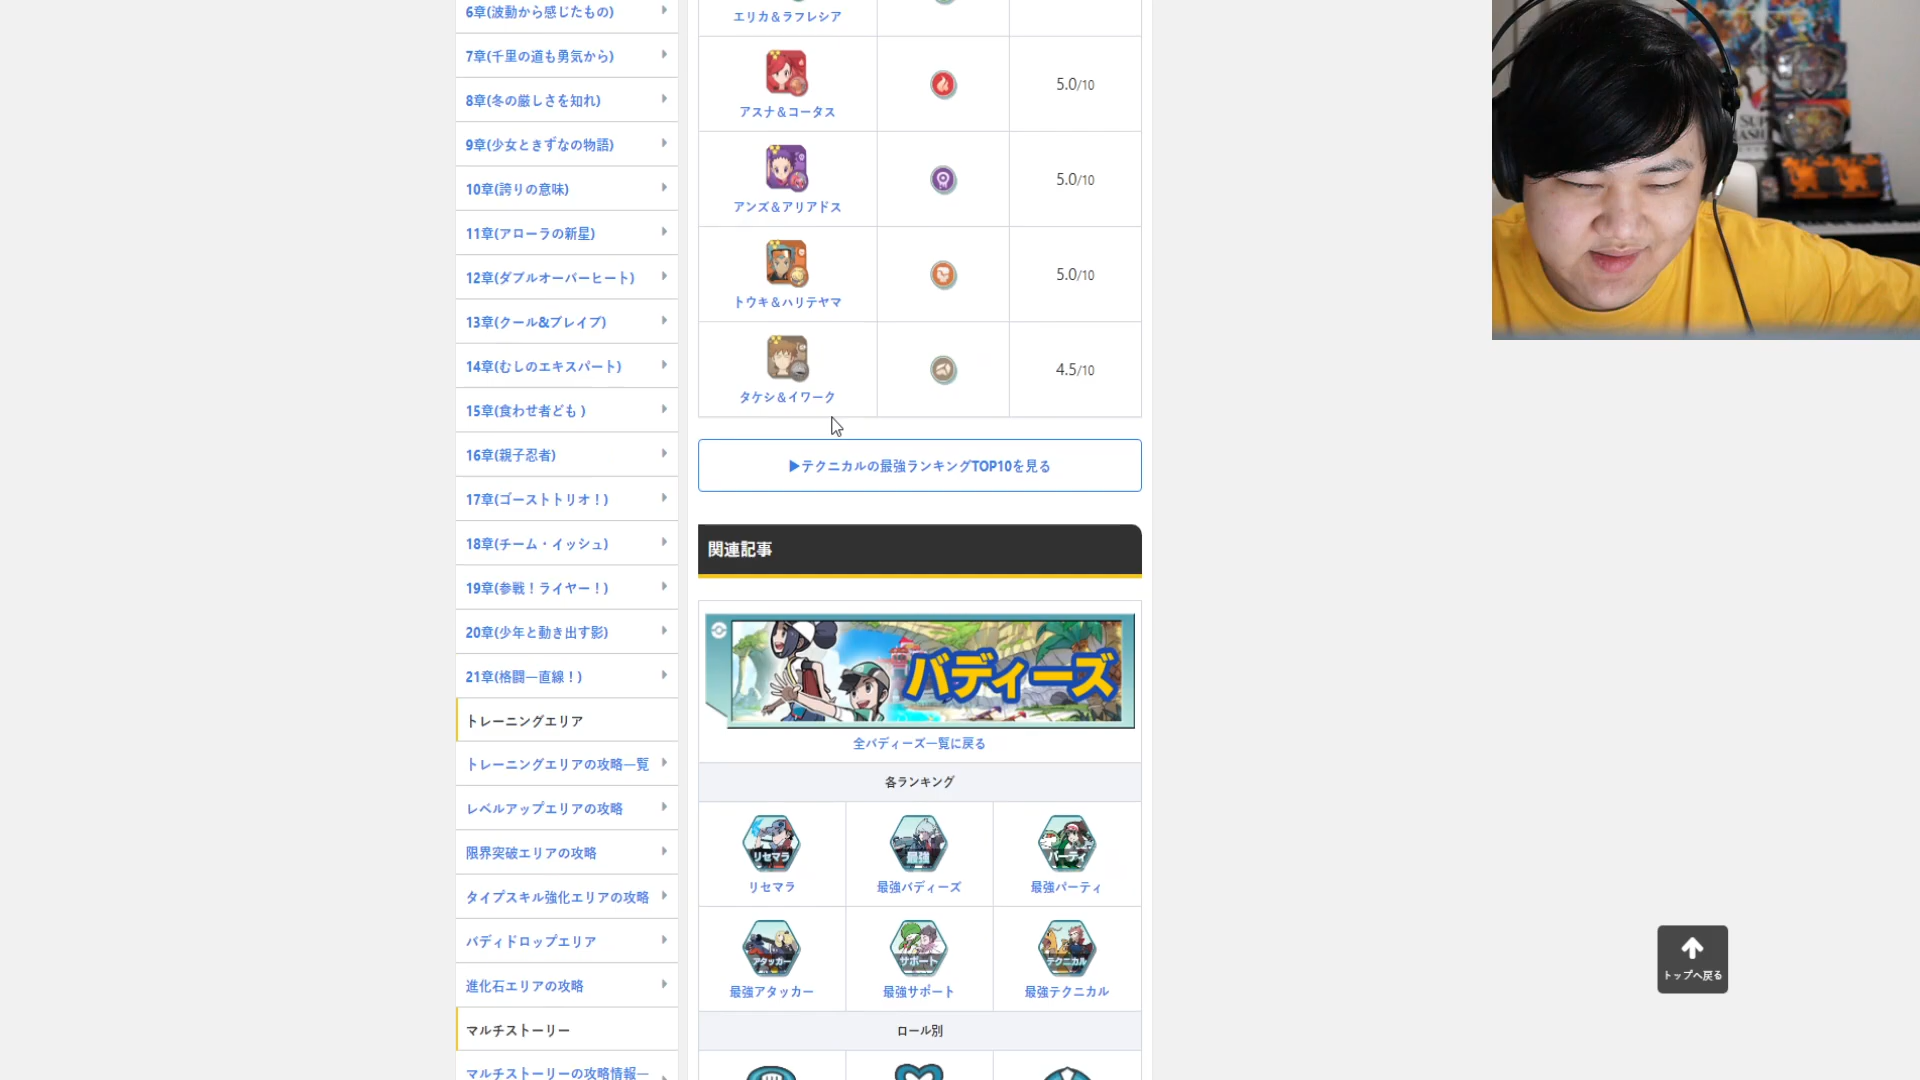 6章(波動から感じたもの)
7章(千里の道も勇気から)
8章(冬の厳しさを知れ)
9章(少女ときずなの物語)
10章(誇りの意味)
11章(アローラの新星)
12章(ダブルオーバーヒート)
13章(クール&ブレイブ)
14章(むしのエキスパート)
15章(食わせ者ども)
16章(親子忍者)
17章(ゴーストトリオ！)
18章(チーム・イッシュ)
19章(参戦！ライヤー！)
20章(少年と動き出す影)
21章(格闘一直線！)
トレーニングエリア
トレーニングエリアの攻略一覧
レベルアップエリアの攻略
限界突破エリアの攻略
タイプスキル強化エリアの攻略
バディドロップエリア
進化石エリアの攻略
マルチストーリー
マルチストーリーの攻略情報一
エリカ＆ラフレシア
アスナ＆コータス
5.0/10
アンズ＆アリアドス
5.0/10
トウキ＆ハリテヤマ
5.0/10
タケシ＆イワーク
4.5/10
▶テクニカルの最強ランキングTOP10を見る
関連記事
バディーズ
全バディーズ一覧に戻る
各ランキング
リセマラ
最強
パーティ
リセマラ
最強バディーズ
最強パーティ
アタッカー
サポート
テクニカル
最強アタッカー
最強サポート
最強テクニカル
ロール別
トップへ戻る